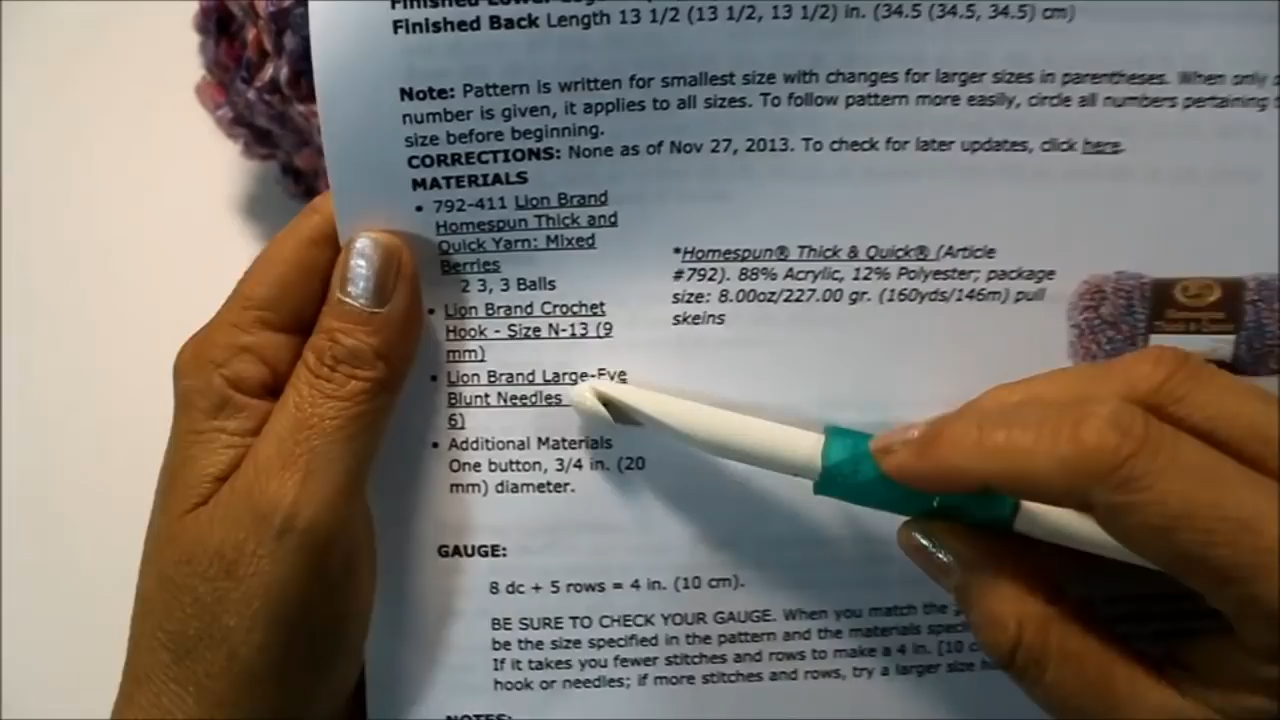 Finished
Finished Back Length 13 1/2 (13 1/2, 13 1/2) in. (34.5 (34.5, 34.5) cm)
Note: Pattern is written for smallest size with changes for larger sizes in parentheses. When only
number is given, it applies to all sizes. To follow pattern more easily, circle all numbers pertaining
size before beginning.
CORRECTIONS: None as of Nov 27, 2013. To check for later updates, click here.
MATERIALS
• 792-411 Lion Brand
Homespun Thick and
Quick Yarn: Mixed
Berries
2 3, 3 Balls
• Lion Brand Crochet
Hook - Size N-13 (9
mm)
• Lion Brand Large-Eye
Blunt Needles
6)
• Additional Materials
One button, 3/4 in. (20
mm) diameter.
*Homespun® Thick & Quick® (Article
#792). 88% Acrylic, 12% Polyester; package
size: 8.00oz/227.00 gr. (160yds/146m) pull
skeins
GAUGE:
8 dc + 5 rows = 4 in. (10 cm).
BE SURE TO CHECK YOUR GAUGE. When you match the
be the size specified in the pattern and the materials
If it takes you fewer stitches and rows to make a 4 in. (10
hook or needles; if more stitches and rows, try a larger size
NOTES: